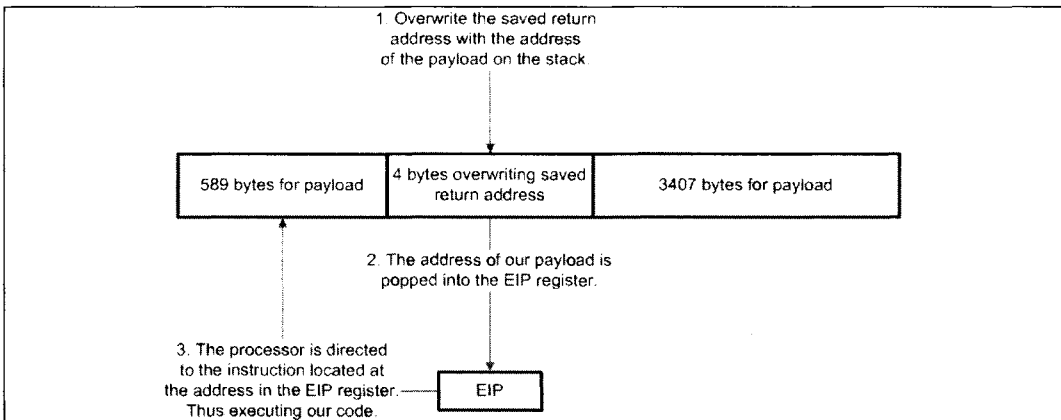 1. Overwrite the saved return
address with the address
of the payload on the stack.
589 bytes for payload
4 bytes overwriting saved
return address
3407 bytes for payload
2. The address of our payload is
popped into the EIP register.
3. The processor is directed
to the instruction located at
the address in the EIP register.
Thus executing our code.
EIP